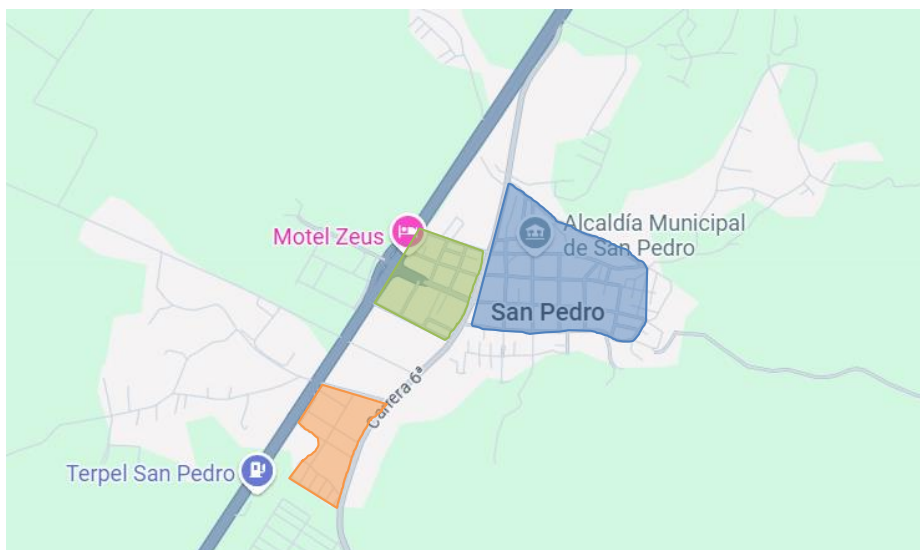 Motel Zeus
Alcaldía Municipal
de San Pedro
San Pedro
Carrera 6ª
Terpel San Pedro